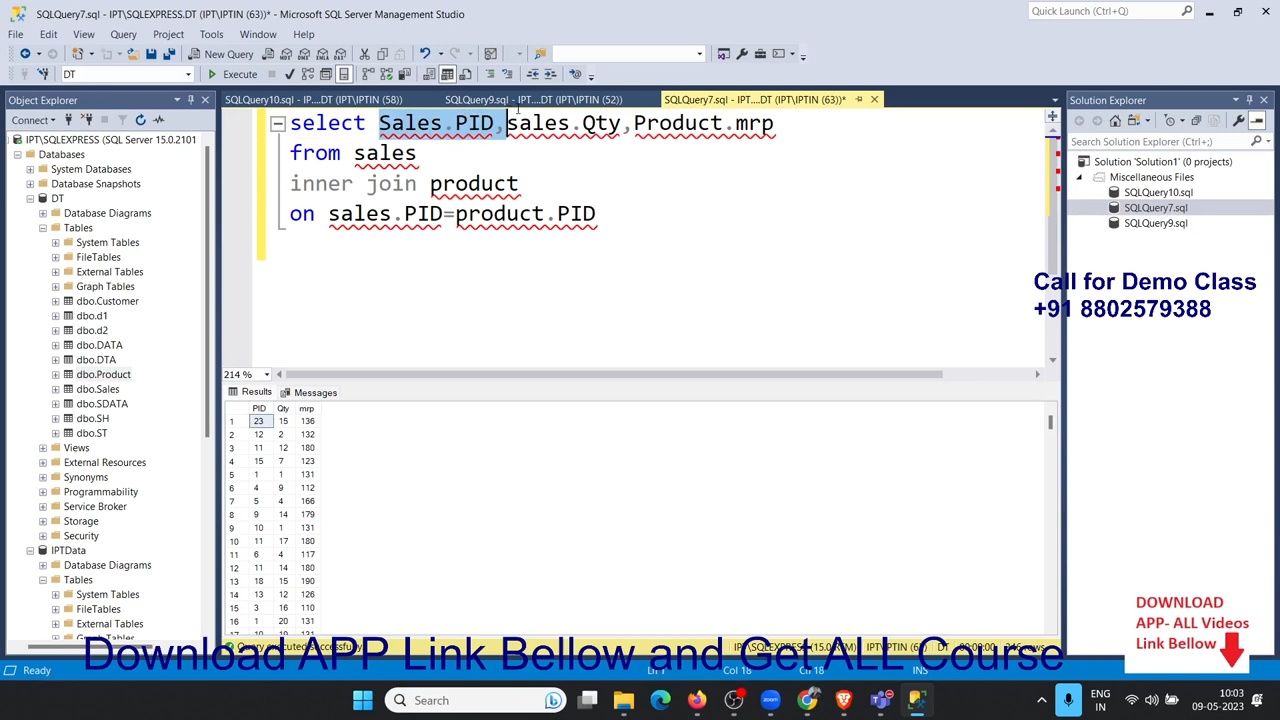 SQLQuery7.sql - IPT\SQLEXPRESS.DT (IPT\IPTIN (63))* - Microsoft SQL Server Management Studio
Quick Launch (Ctrl+Q)
File Edit View Query Project Tools Window Help
New Query
DT Execute
Object Explorer
SQLQuery10.sql - IP....DT (IPT\IPTIN (58))
SQLQuery9.sql - IPT....DT (IPT\IPTIN (52))
SQLQuery7.sql - IPT....DT (IPT\IPTIN (63))*
Solution Explorer
Connect
IPT\SQLEXPRESS (SQL Server 15.0.2101
Databases
System Databases
Database Snapshots
DT
Database Diagrams
Tables
System Tables
FileTables
External Tables
Graph Tables
dbo.Customer
dbo.d1
dbo.d2
dbo.DATA
dbo.DTA
dbo.Product
dbo.Sales
dbo.SDATA
dbo.SH
dbo.ST
Views
External Resources
Synonyms
Programmability
Service Broker
Storage
Security
IPTData
Database Diagrams
Tables
System Tables
FileTables
External Tables
Graph Tables
select Sales.PID,sales.Qty,Product.mrp
from sales
inner join product
on sales.PID=product.PID
214 %
Results Messages
PID Qty mrp
1 23 15 136
2 12 2 132
3 11 12 180
4 15 7 123
5 1 1 131
6 4 9 112
7 5 4 166
8 9 14 179
9 10 1 131
10 11 17 180
11 6 4 117
12 11 14 180
13 18 15 190
14 13 12 126
15 3 16 110
16 1 20 131
Query executed successfully.
Search Solution Explorer (Ctrl+;)
Solution 'Solution1' (0 projects)
Miscellaneous Files
SQLQuery10.sql
SQLQuery7.sql
SQLQuery9.sql
Call for Demo Class
+91 8802579388
DOWNLOAD
APP- ALL Videos
Link Bellow
Download APP Link Bellow and Get ALL Course
Ready Ln 1 Col 18 Ch 18 INS
Search
ENG
IN
10:03
09-05-2023